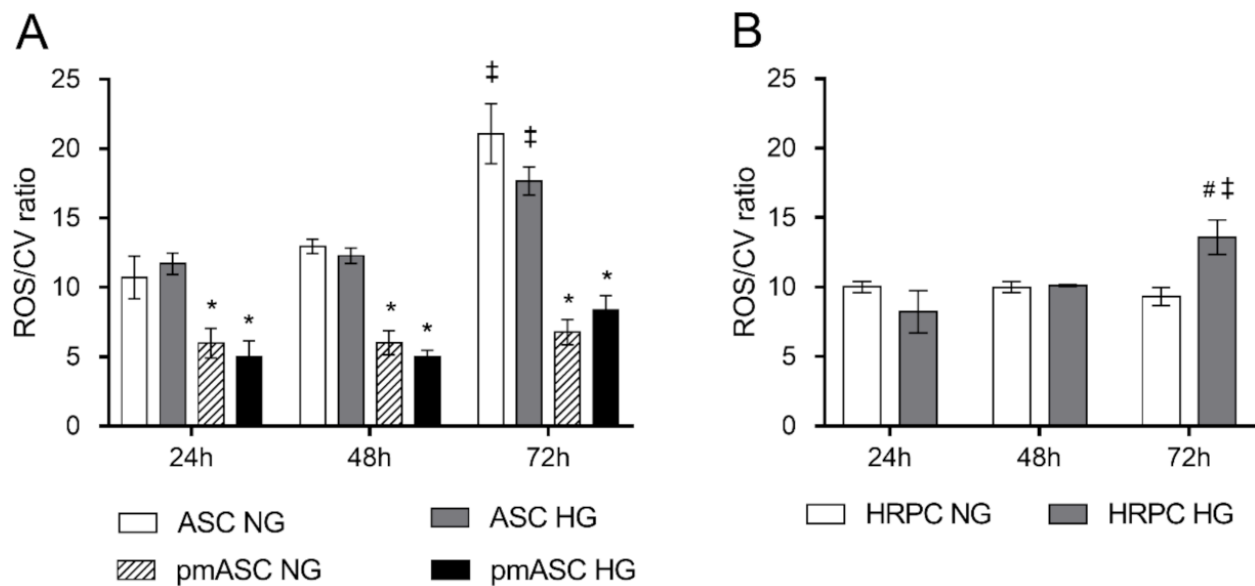 A
ROS/CV ratio
25
20
15
10
5
0
‡
‡
*
*
*
*
*
*
24h
48h
72h
ASC NG
ASC HG
pmASC NG
pmASC HG
B
ROS/CV ratio
25
20
15
10
5
0
# ‡
24h
48h
72h
HRPC NG
HRPC HG